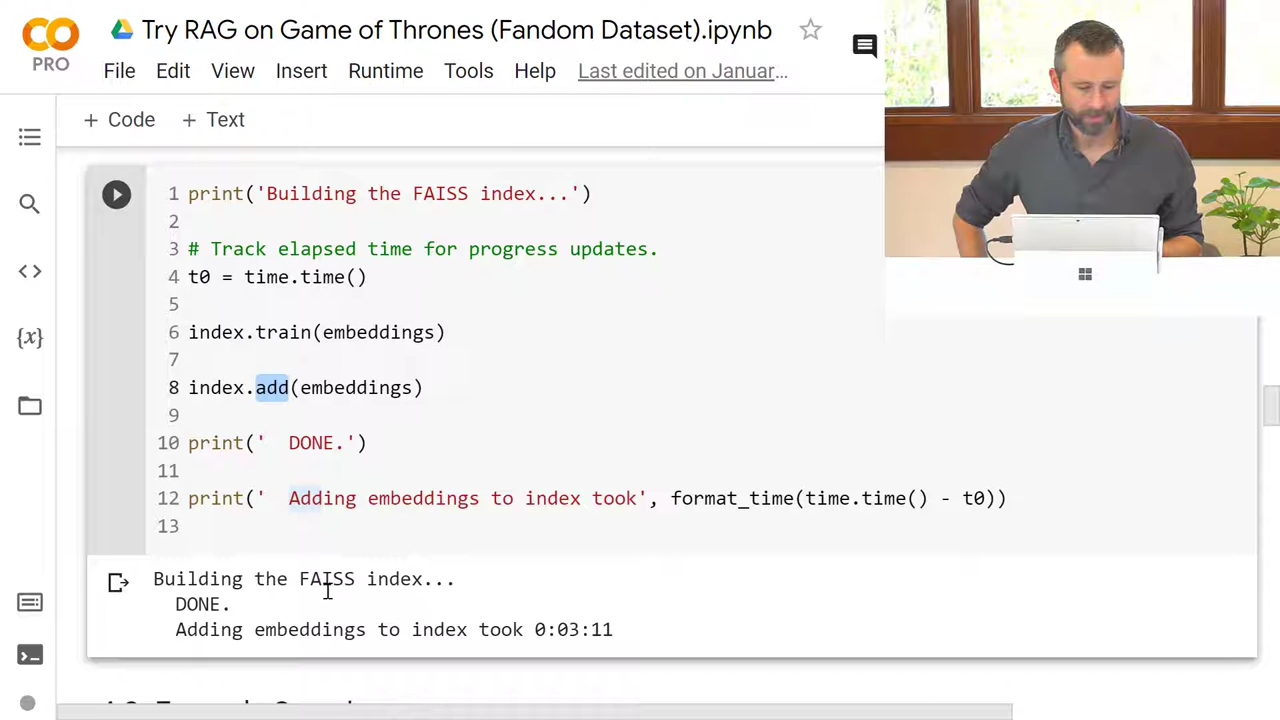 CO
PRO
Try RAG on Game of Thrones (Fandom Dataset).ipynb
File Edit View Insert Runtime Tools Help Last edited on Januar…
+ Code + Text
1 print('Building the FAISS index...')
2
3 # Track elapsed time for progress updates.
4 t0 = time.time()
5
6 index.train(embeddings)
7
8 index.add(embeddings)
9
10 print('  DONE.')
11
12 print('  Adding embeddings to index took', format_time(time.time() - t0))
13
{x}
Building the FAISS index...
  DONE.
  Adding embeddings to index took 0:03:11